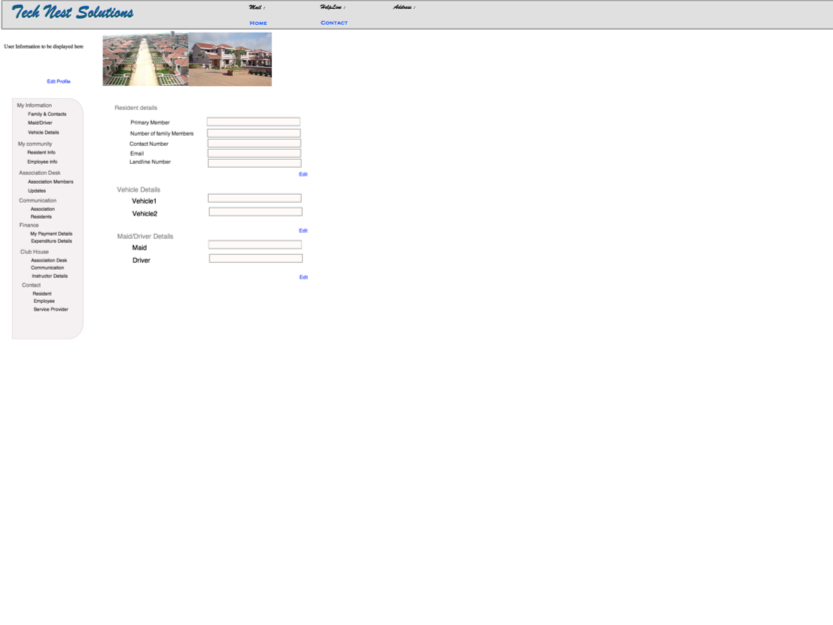 Tech Nest Solutions
Mail :
HelpLine :
Address :
HOME
CONTACT
User Information to be displayed here
Edit Profile
My Information
Family & Contacts
Maid/Driver
Vehicle Details
My community
Resident Info
Employee info
Association Desk
Association Members
Updates
Communication
Association
Residents
Finance
My Payment Details
Expenditure Details
Club House
Association Desk
Communication
Instructor Details
Contact
Resident
Employee
Service Provider
Resident details
Primary Member
Number of family Members
Contact Number
Email
Landline Number
Edit
Vehicle Details
Vehicle1
Vehicle2
Edit
Maid/Driver Details
Maid
Driver
Edit